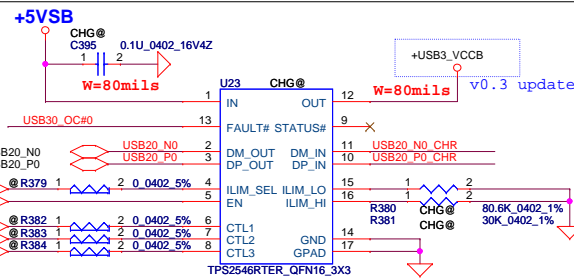 +5VSB
CHG@
C395 0.1U_0402_16V4Z
1 2
W=80mils
+USB3_VCCB
v0.3 update
U23 CHG@
1 IN OUT 12
W=80mils
USB30_OC#0 13 FAULT# STATUS# 9
B20_N0 USB20_N0 2 DM_OUT DM_IN 11 USB20_N0_CHR
B20_P0 USB20_P0 3 DP_OUT DP_IN 10 USB20_P0_CHR
@ R379 1 2 0_0402_5% 4 ILIM_SEL ILIM_LO 15 1 2
5 EN ILIM_HI 16 1 2
R380 CHG@ 80.6K_0402_1%
R381 CHG@ 30K_0402_1%
@ R382 1 2 0_0402_5% 6 CTL1
@ R383 1 2 0_0402_5% 7 CTL2 GND 14
@ R384 1 2 0_0402_5% 8 CTL3 GPAD 17
TPS2546RTER_QFN16_3X3